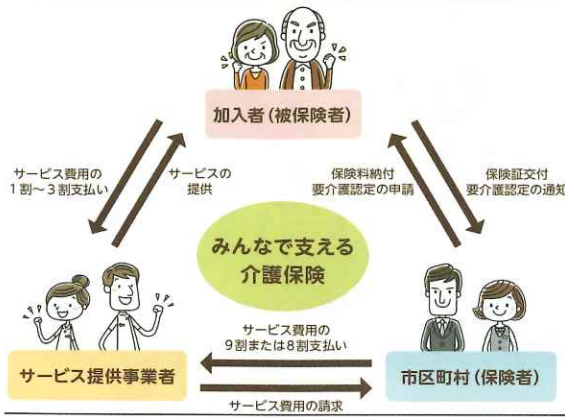 加入者(被保険者)
サービス費用の
1割～3割支払い
サービスの
提供
保険料納付
要介護認定の申請
保険証交付
要介護認定の通知
みんなで支える
介護保険
サービス費用の
9割または8割支払い
サービス提供事業者
市区町村(保険者)
サービス費用の請求